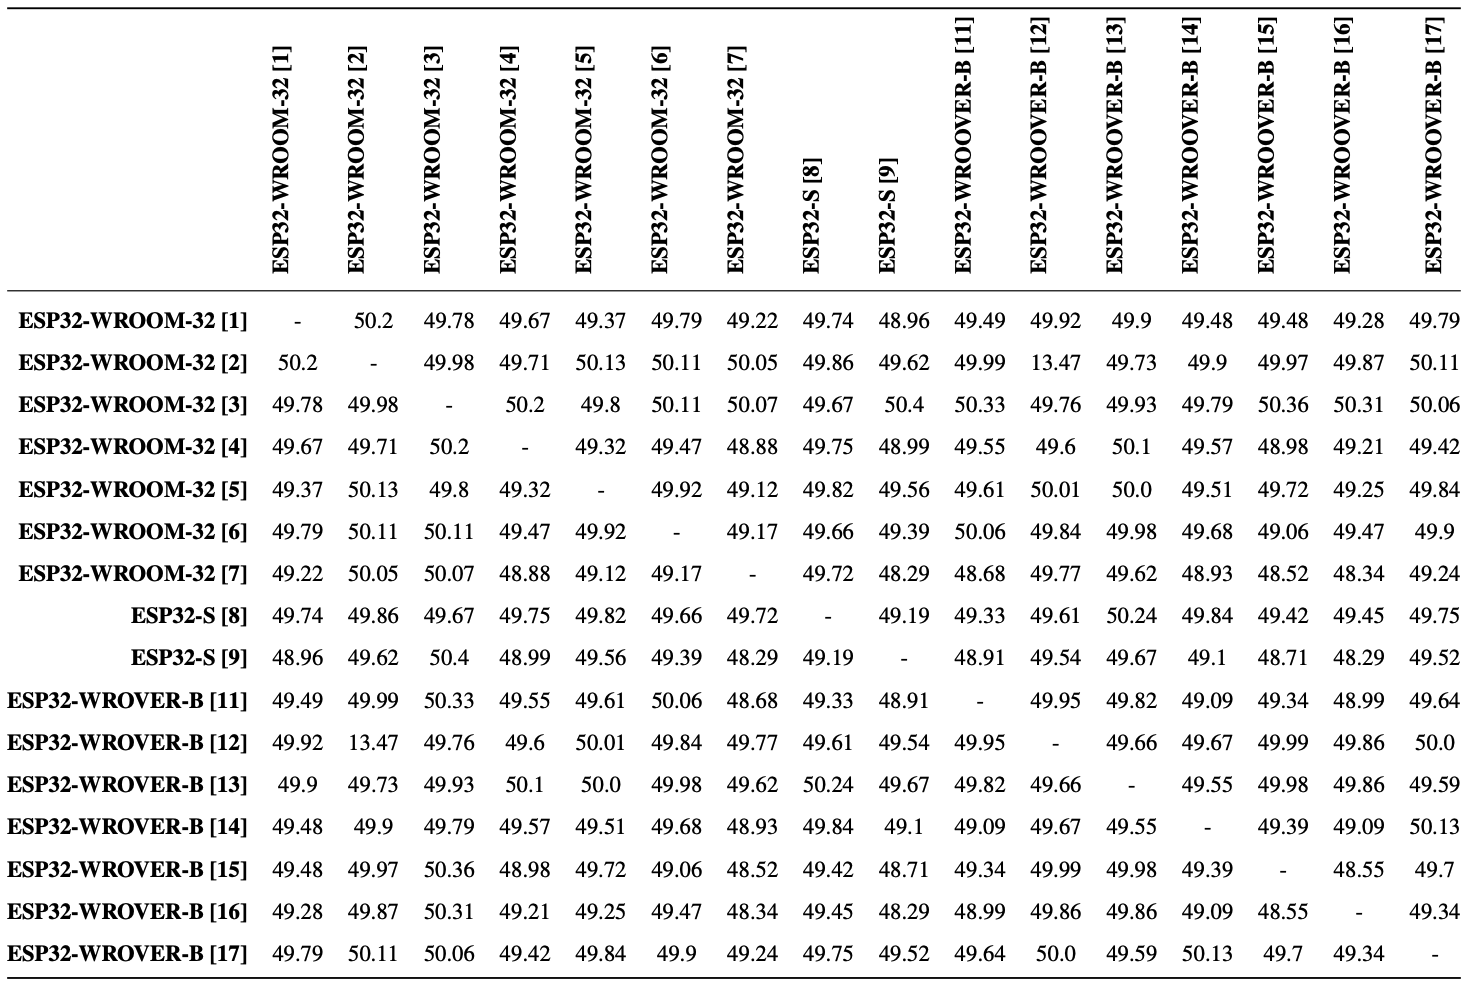 ESP32-WROOM-32 [1] ESP32-WROOM-32 [2] ESP32-WROOM-32 [3] ESP32-WROOM-32 [4] ESP32-WROOM-32 [5] ESP32-WROOM-32 [6] ESP32-WROOM-32 [7] ESP32-S [8] ESP32-S [9] ESP32-WROOVER-B [11] ESP32-WROOVER-B [12] ESP32-WROOVER-B [13] ESP32-WROOVER-B [14] ESP32-WROOVER-B [15] ESP32-WROOVER-B [16] ESP32-WROOVER-B [17]
ESP32-WROOM-32 [1] - 50.2 49.78 49.67 49.37 49.79 49.22 49.74 48.96 49.49 49.92 49.9 49.48 49.48 49.28 49.79
ESP32-WROOM-32 [2] 50.2 - 49.98 49.71 50.13 50.11 50.05 49.86 49.62 49.99 13.47 49.73 49.9 49.97 49.87 50.11
ESP32-WROOM-32 [3] 49.78 49.98 - 50.2 49.8 50.11 50.07 49.67 50.4 50.33 49.76 49.93 49.79 50.36 50.31 50.06
ESP32-WROOM-32 [4] 49.67 49.71 50.2 - 49.32 49.47 48.88 49.75 48.99 49.55 49.6 50.1 49.57 48.98 49.21 49.42
ESP32-WROOM-32 [5] 49.37 50.13 49.8 49.32 - 49.92 49.12 49.82 49.56 49.61 50.01 50.0 49.51 49.72 49.25 49.84
ESP32-WROOM-32 [6] 49.79 50.11 50.11 49.47 49.92 - 49.17 49.66 49.39 50.06 49.84 49.98 49.68 49.06 49.47 49.9
ESP32-WROOM-32 [7] 49.22 50.05 50.07 48.88 49.12 49.17 - 49.72 48.29 48.68 49.77 49.62 48.93 48.52 48.34 49.24
ESP32-S [8] 49.74 49.86 49.67 49.75 49.82 49.66 49.72 - 49.19 49.33 49.61 50.24 49.84 49.42 49.45 49.75
ESP32-S [9] 48.96 49.62 50.4 48.99 49.56 49.39 48.29 49.19 - 48.91 49.54 49.67 49.1 48.71 48.29 49.52
ESP32-WROVER-B [11] 49.49 49.99 50.33 49.55 49.61 50.06 48.68 49.33 48.91 - 49.95 49.82 49.09 49.34 48.99 49.64
ESP32-WROVER-B [12] 49.92 13.47 49.76 49.6 50.01 49.84 49.77 49.61 49.54 49.95 - 49.66 49.67 49.99 49.86 50.0
ESP32-WROVER-B [13] 49.9 49.73 49.93 50.1 50.0 49.98 49.62 50.24 49.67 49.82 49.66 - 49.55 49.98 49.86 49.59
ESP32-WROVER-B [14] 49.48 49.9 49.79 49.57 49.51 49.68 48.93 49.84 49.1 49.09 49.67 49.55 - 49.39 49.09 50.13
ESP32-WROVER-B [15] 49.48 49.97 50.36 48.98 49.72 49.06 48.52 49.42 48.71 49.34 49.99 49.98 49.39 - 48.55 49.7
ESP32-WROVER-B [16] 49.28 49.87 50.31 49.21 49.25 49.47 48.34 49.45 48.29 48.99 49.86 49.86 49.09 48.55 - 49.34
ESP32-WROVER-B [17] 49.79 50.11 50.06 49.42 49.84 49.9 49.24 49.75 49.52 49.64 50.0 49.59 50.13 49.7 49.34 -